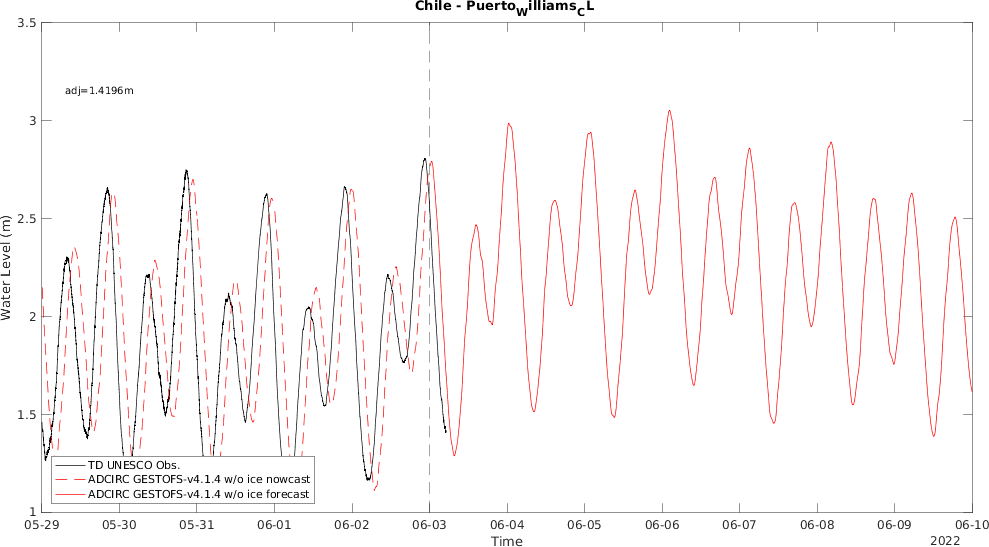 Chile - PuertoWilliamsCL
adj=1.4196m
Water Level (m)
3.5
3
2.5
2
1.5
1
TD UNESCO Obs.
ADCIRC GESTOFS-v4.1.4 w/o ice nowcast
ADCIRC GESTOFS-v4.1.4 w/o ice forecast
05-29 05-30 05-31 06-01 06-02 06-03 06-04 06-05 06-06 06-07 06-08 06-09 06-10
Time
2022